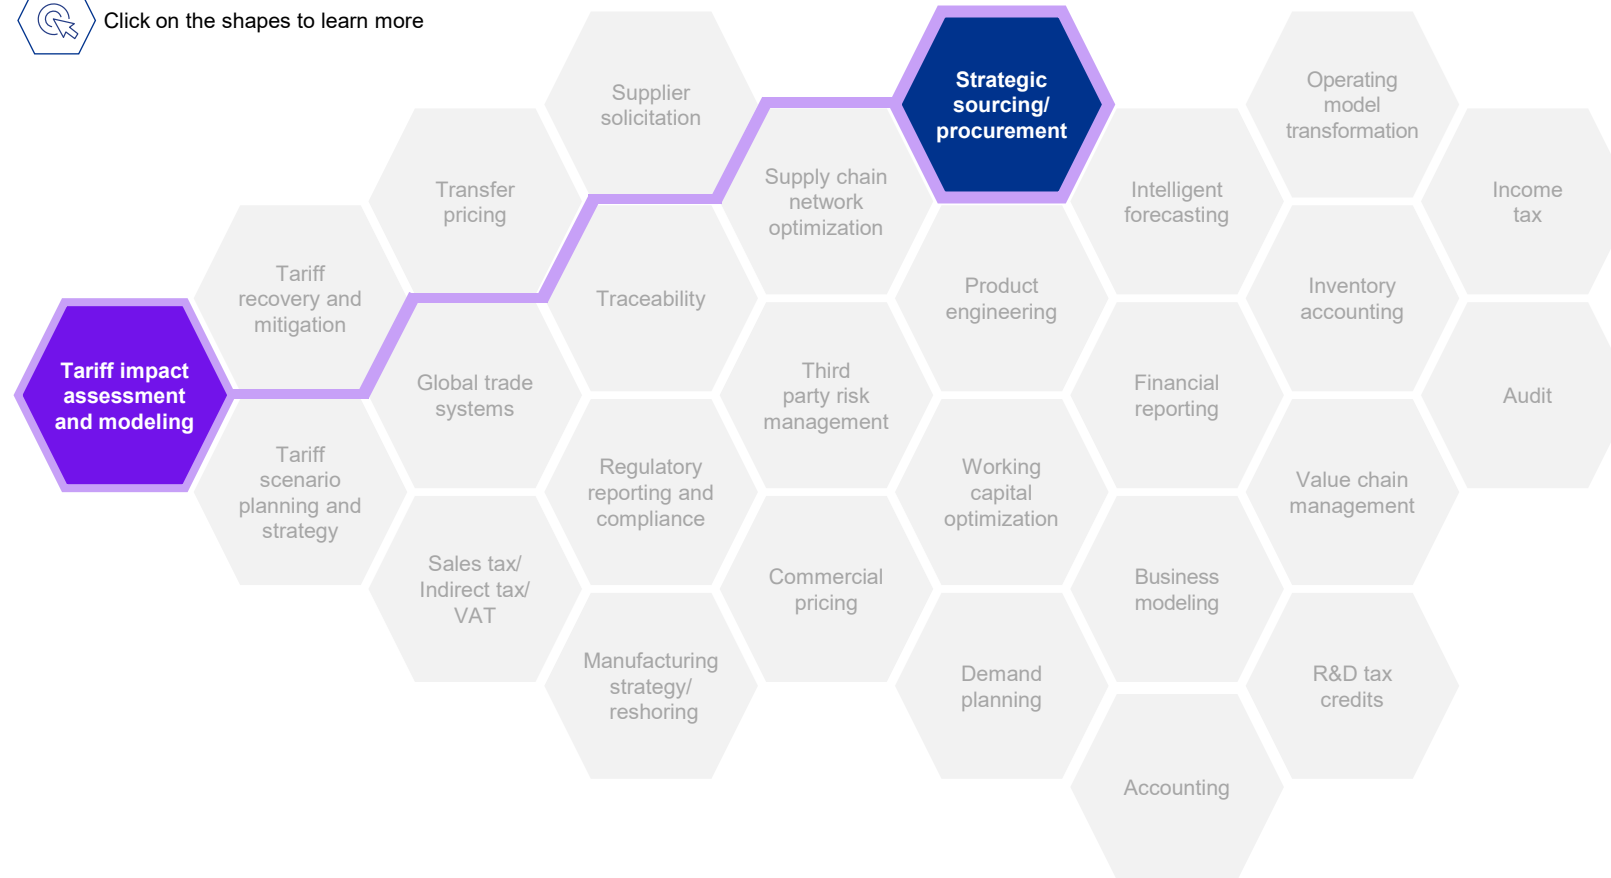 Click on the shapes to learn more
Tariff impact
assessment
and modeling
Tariff
recovery and
mitigation
Tariff
scenario
planning and
strategy
Transfer
pricing
Global trade
systems
Sales tax/
Indirect tax/
VAT
Supplier
solicitation
Traceability
Regulatory
reporting and
compliance
Manufacturing
strategy/
reshoring
Supply chain
network
optimization
Third
party risk
management
Commercial
pricing
Strategic
sourcing/
procurement
Product
engineering
Working
capital
optimization
Demand
planning
Intelligent
forecasting
Financial
reporting
Business
modeling
Accounting
Operating
model
transformation
Inventory
accounting
Value chain
management
R&D tax
credits
Income
tax
Audit